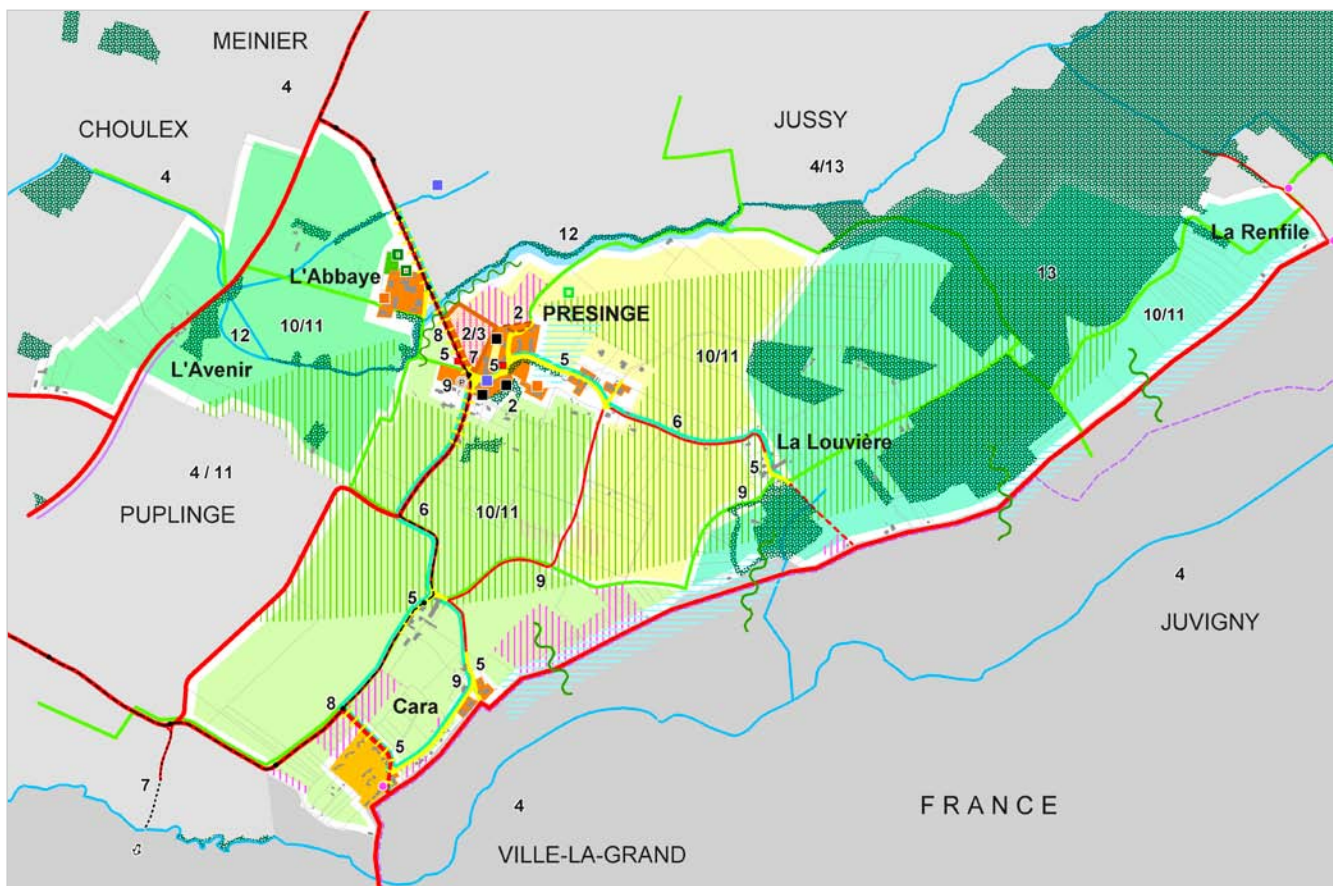 MEINIER
4
CHOULEX
4
JUSSY
4/13
12
La Renfile
L'Abbaye
13
2
PRESINGE
10/11
8
2/3
12
10/11
5
7
5
5
10/11
L'Avenir
9
P
2
6
La Louvière
4 / 11
5
9
PUPLINGE
6
10/11
4
9
JUVIGNY
5
5
9
8
Cara
5
7
4
FRANCE
VILLE-LA-GRAND